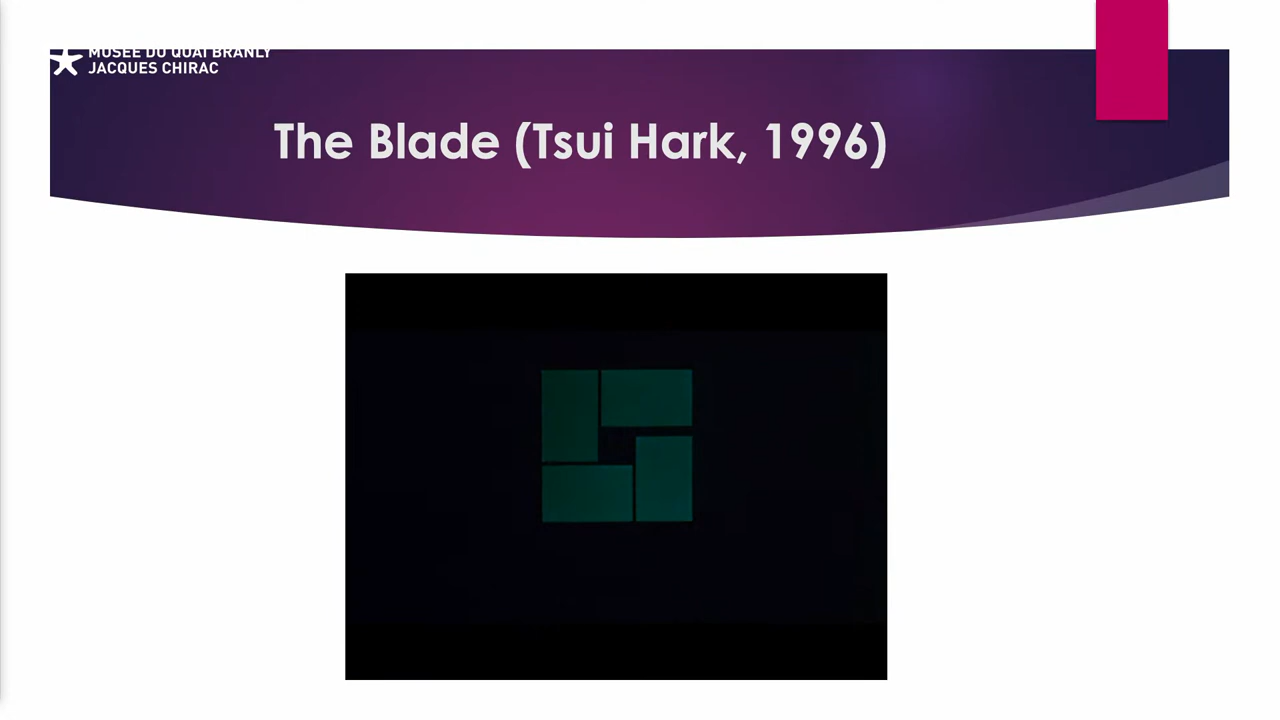 MUSÉE DU QUAI BRANLY
JACQUES CHIRAC
The Blade (Tsui Hark, 1996)